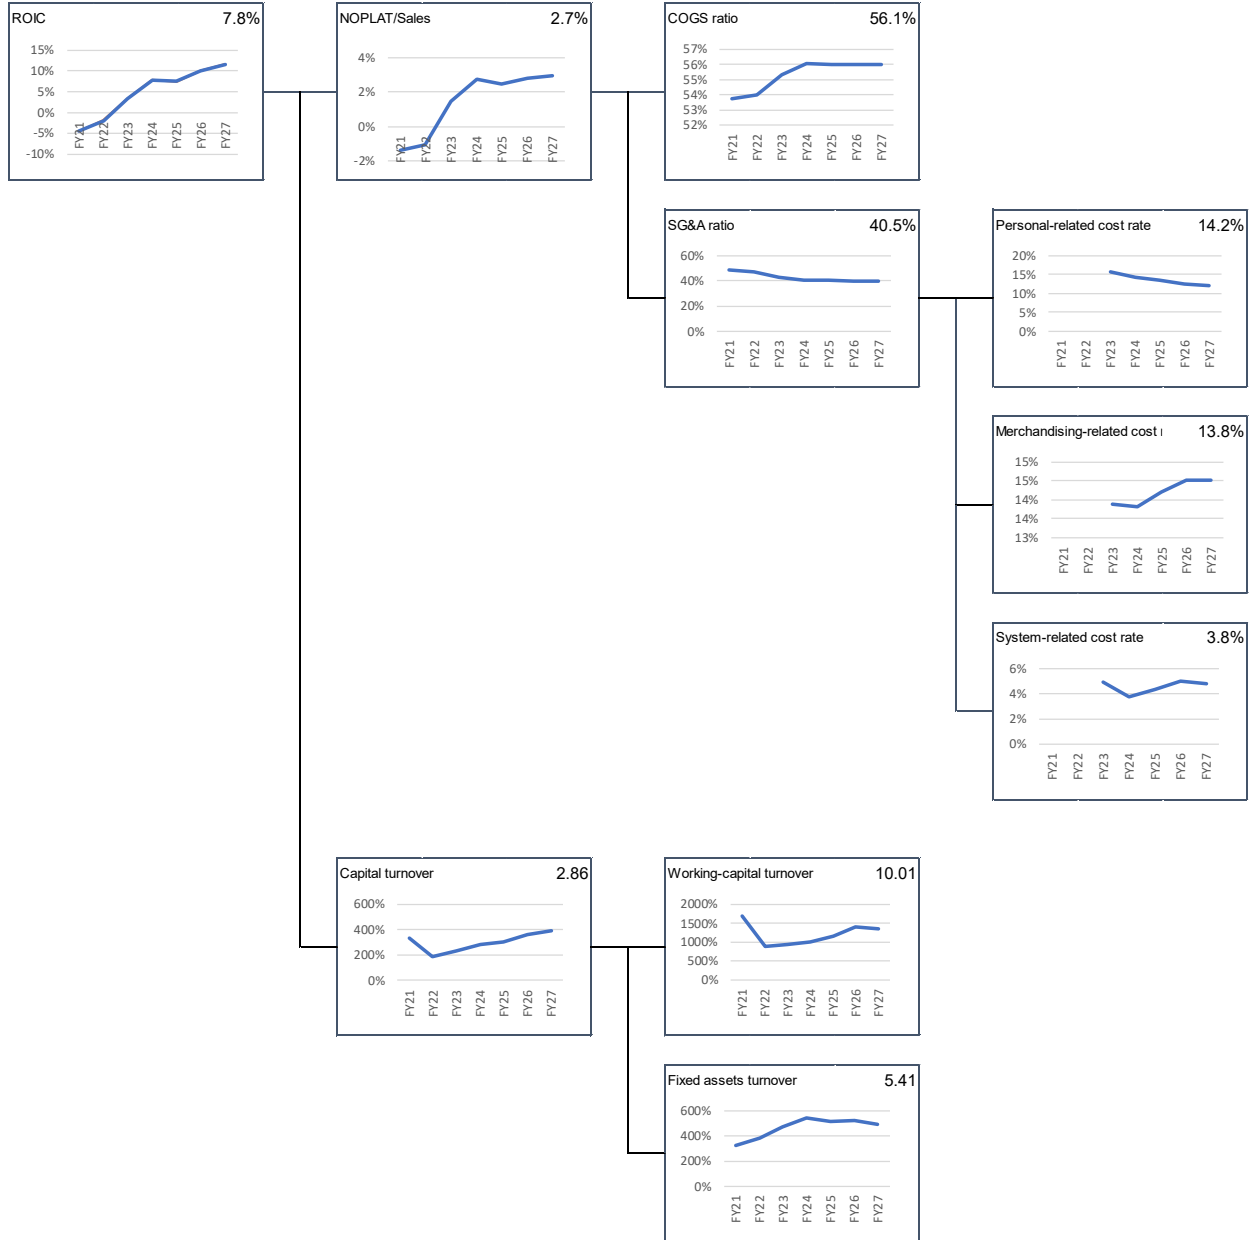 ROIC 7.8%
15%
10%
5%
0%
-5%
-10%
FY21 FY22 FY23 FY24 FY25 FY26 FY27
NOPLAT/Sales 2.7%
4%
2%
0%
-2%
FY21 FY22 FY23 FY24 FY25 FY26 FY27
COGS ratio 56.1%
57%
56%
55%
54%
53%
52%
FY21 FY22 FY23 FY24 FY25 FY26 FY27
SG&A ratio 40.5%
60%
40%
20%
0%
FY21 FY22 FY23 FY24 FY25 FY26 FY27
Personal-related cost rate 14.2%
20%
15%
10%
5%
0%
FY21 FY22 FY23 FY24 FY25 FY26 FY27
Merchandising-related cost 13.8%
15%
15%
14%
14%
13%
FY21 FY22 FY23 FY24 FY25 FY26 FY27
System-related cost rate 3.8%
6%
4%
2%
0%
FY21 FY22 FY23 FY24 FY25 FY26 FY27
Capital turnover 2.86
600%
400%
200%
0%
FY21 FY22 FY23 FY24 FY25 FY26 FY27
Working-capital turnover 10.01
2000%
1500%
1000%
500%
0%
FY21 FY22 FY23 FY24 FY25 FY26 FY27
Fixed assets turnover 5.41
600%
400%
200%
0%
FY21 FY22 FY23 FY24 FY25 FY26 FY27